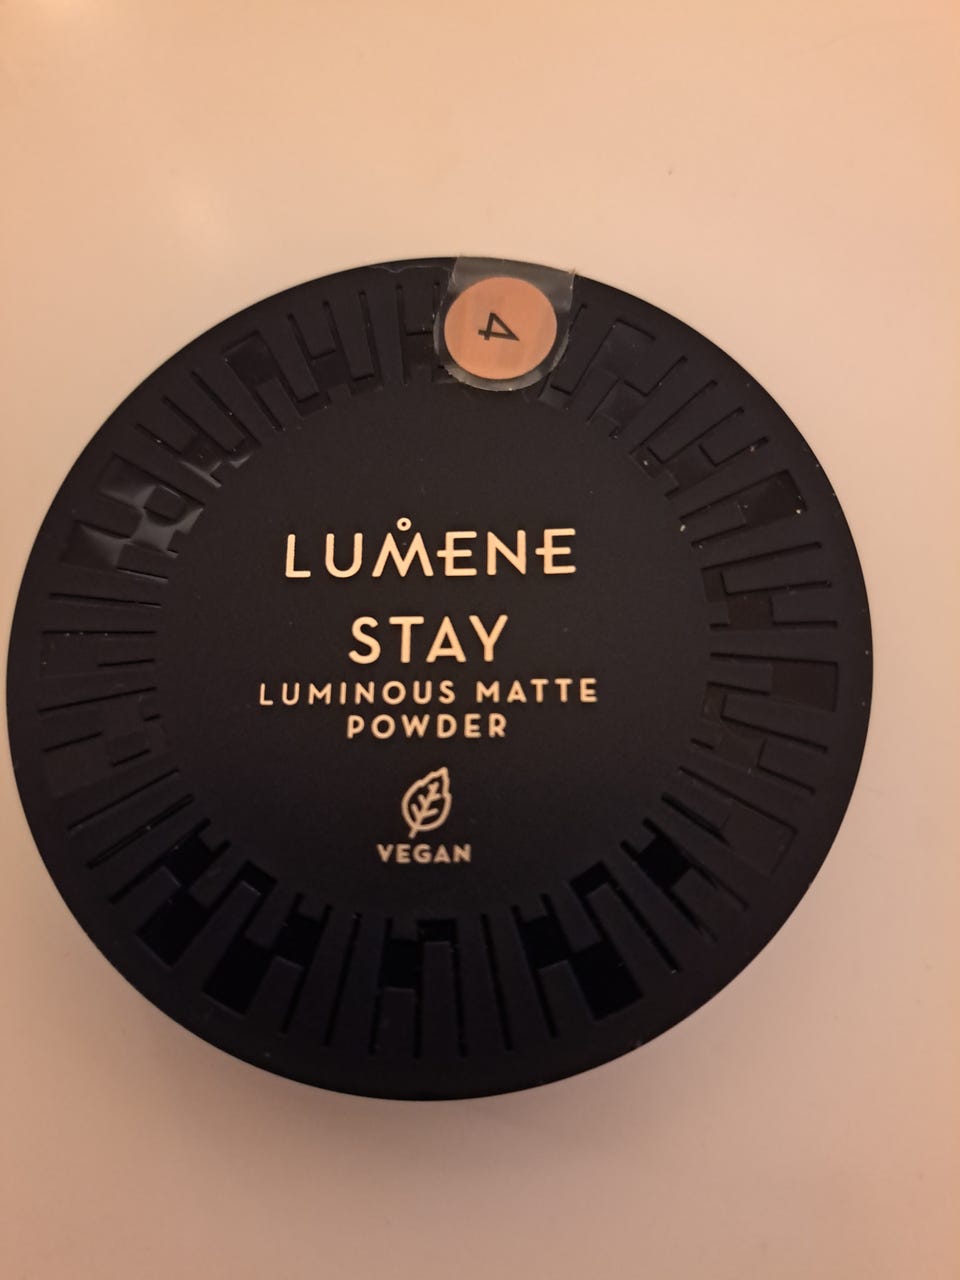 4
LUMENE
STAY
LUMINOUS MATTE
POWDER
VEGAN